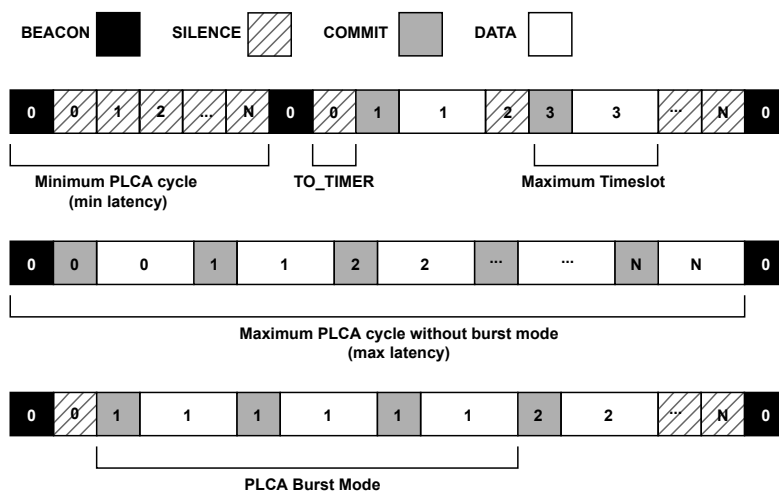 BEACON SILENCE COMMIT DATA
0 0 1 2 ... N 0 0 1 1 2 3 3 ... N 0
Minimum PLCA cycle
(min latency)
TO_TIMER
Maximum Timeslot
0 0 0 1 1 2 2 ... ... N N 0
Maximum PLCA cycle without burst mode
(max latency)
0 0 1 1 1 1 1 1 2 2 ... N 0
PLCA Burst Mode